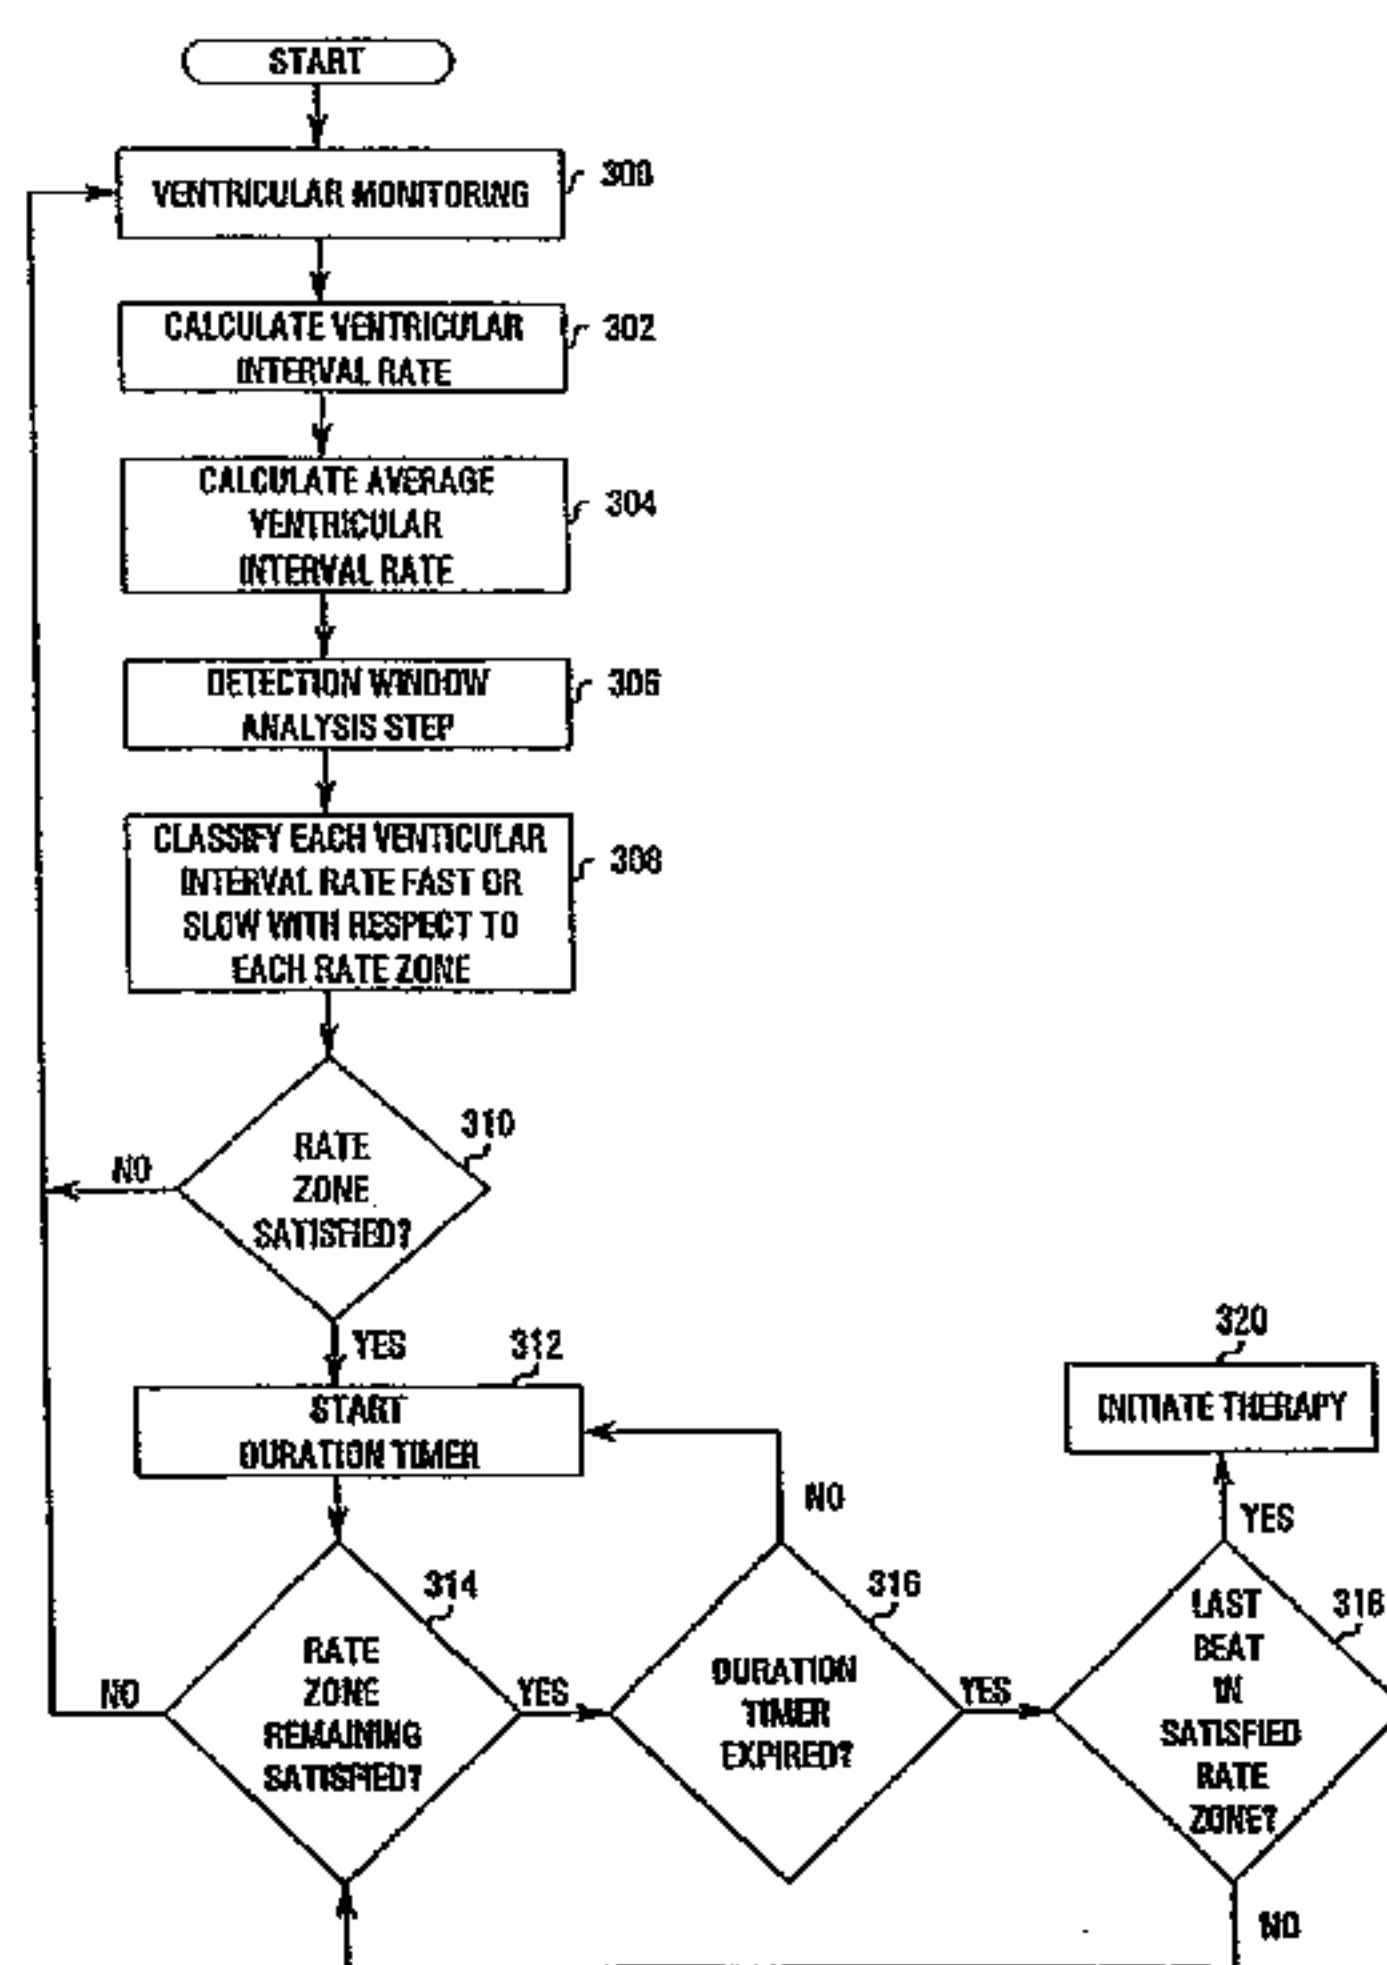 START
VENTRICULAR MONITORING
300
CALCULATE VENTRICULAR
INTERVAL RATE
302
CALCULATE AVERAGE
VENTRICULAR
INTERVAL RATE
304
DETECTION WINDOW
ANALYSIS STEP
306
CLASSIFY EACH VENTICULAR
INTERVAL RATE FAST OR
SLOW WITH RESPECT TO
EACH RATE ZONE
308
310
RATE
ZONE
SATISFIED?
NO
YES
312
START
DURATION TIMER
314
RATE
ZONE
REMAINING
SATISFIED?
NO
YES
316
DURATION
TIMER
EXPIRED?
NO
YES
318
LAST
BEAT
IN
SATISFIED
RATE
ZONE?
YES
NO
320
INITIATE THERAPY